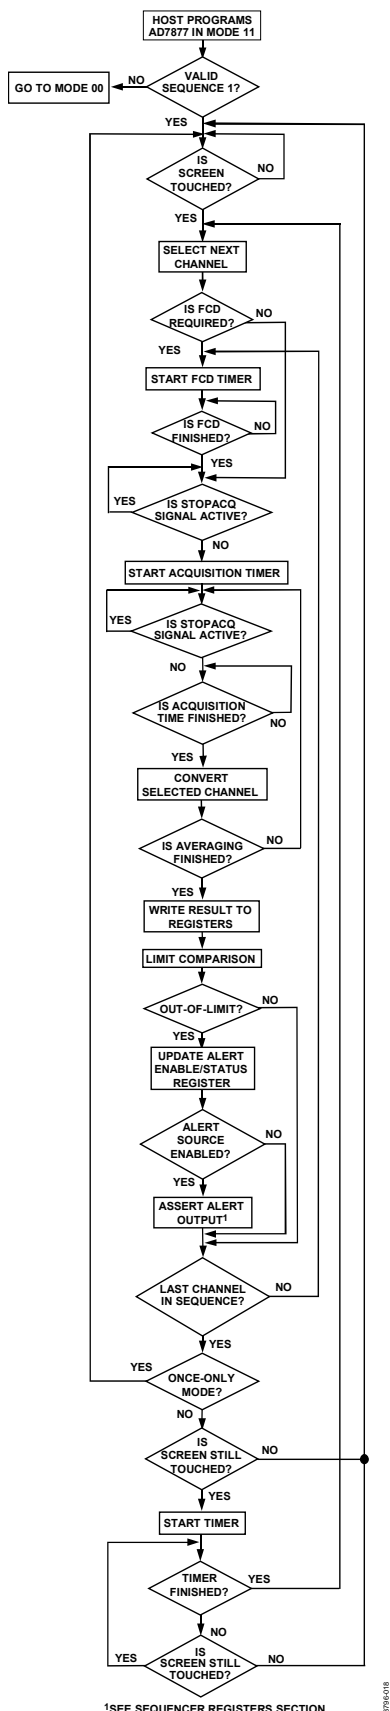 HOST PROGRAMS
AD7877 IN MODE 11
GO TO MODE 00
NO
VALID
SEQUENCE 1?
YES
IS
SCREEN
TOUCHED?
NO
YES
SELECT NEXT
CHANNEL
IS FCD
REQUIRED?
NO
YES
START FCD TIMER
IS FCD
FINISHED?
NO
YES
YES
IS STOPACQ
SIGNAL ACTIVE?
NO
START ACQUISITION TIMER
YES
IS STOPACQ
SIGNAL ACTIVE?
NO
IS ACQUISITION
TIME FINISHED?
NO
YES
CONVERT
SELECTED CHANNEL
IS AVERAGING
FINISHED?
NO
YES
WRITE RESULT TO
REGISTERS
LIMIT COMPARISON
OUT-OF-LIMIT?
NO
YES
UPDATE ALERT
ENABLE/STATUS
REGISTER
ALERT
SOURCE
ENABLED?
NO
YES
ASSERT ALERT
OUTPUT¹
LAST CHANNEL
IN SEQUENCE?
NO
YES
YES
ONCE-ONLY
MODE?
NO
IS
SCREEN STILL
TOUCHED?
NO
YES
START TIMER
TIMER
FINISHED?
YES
NO
IS
SCREEN STILL
TOUCHED?
YES
NO
¹SEE SEQUENCER REGISTERS SECTION